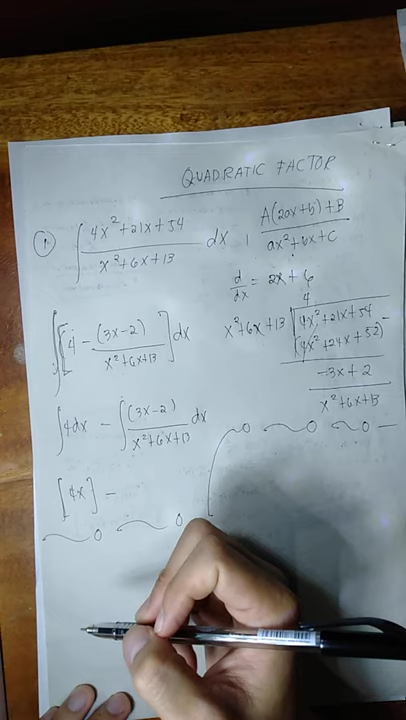 QUADRATIC FACTOR
① ∫ 4x²+21x+54 / x²+6x+13 dx | A(2ax+b)+B / ax²+bx+c
d/dx = 2x+6
∫[4 - (3x-2) / x²+6x+13] dx
4
x²+6x+13 | 4x²+21x+54 -
(4x²+24x+52)
-3x+2
x²+6x+13
∫4dx - ∫(3x-2) / x²+6x+13 dx
[4x] -